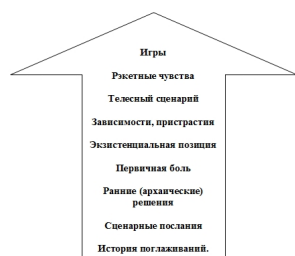 Игры
Рэкетные чувства
Телесный сценарий
Зависимости, пристрастия
Экзистенциальная позиция
Первичная боль
Ранние (архаические)
решения
Сценарные послания
История поглаживаний.